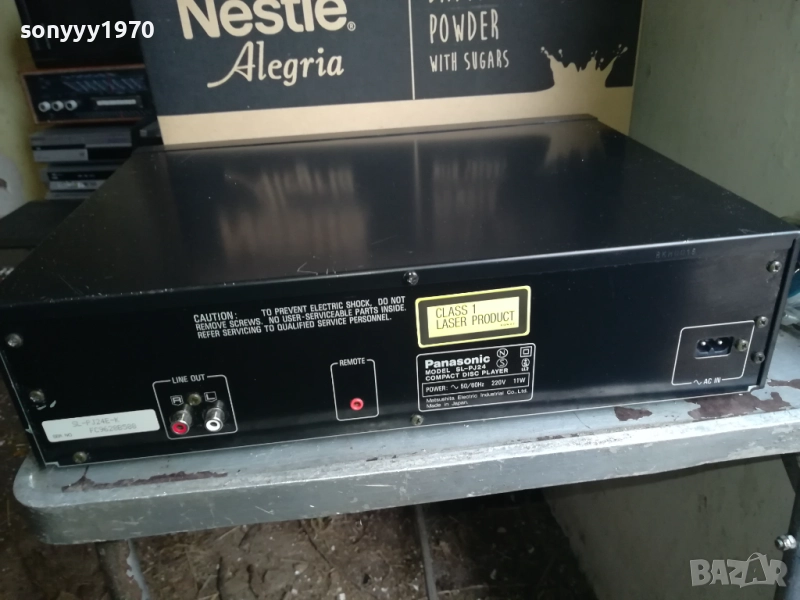 sonyyy1970
Nestlé
Alegria
POWDER
WITH SUGARS
CAUTION: TO PREVENT ELECTRIC SHOCK, DO NOT
REMOVE SCREWS. NO USER-SERVICEABLE PARTS INSIDE.
REFER SERVICING TO QUALIFIED SERVICE PERSONNEL.
CLASS 1
LASER PRODUCT
LINE OUT
R L
REMOTE
Panasonic
MODEL SL-PJ24
COMPACT DISC PLAYER
POWER: ~ 50/60Hz 220V 11W
Matsushita Electric Industrial Co., Ltd.
Made in Japan.
~ AC IN
SL-PJ24E-K
BAZAR